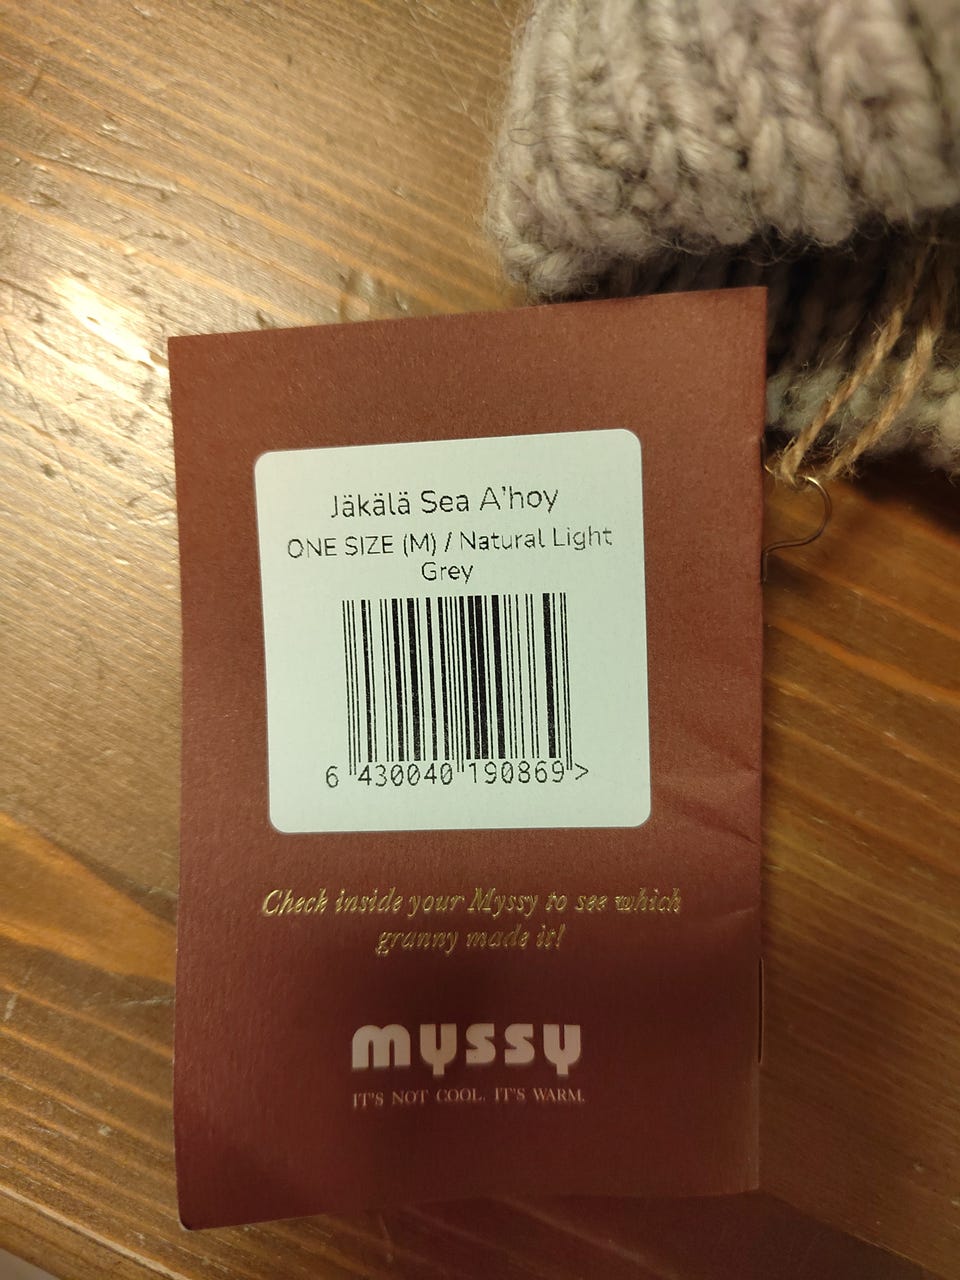 Jäkälä Sea A'hoy
ONE SIZE (M) / Natural Light
Grey
6 430040 190869 >
Check inside your Myssy to see which
granny made it!
myssy
IT'S NOT COOL. IT'S WARM.